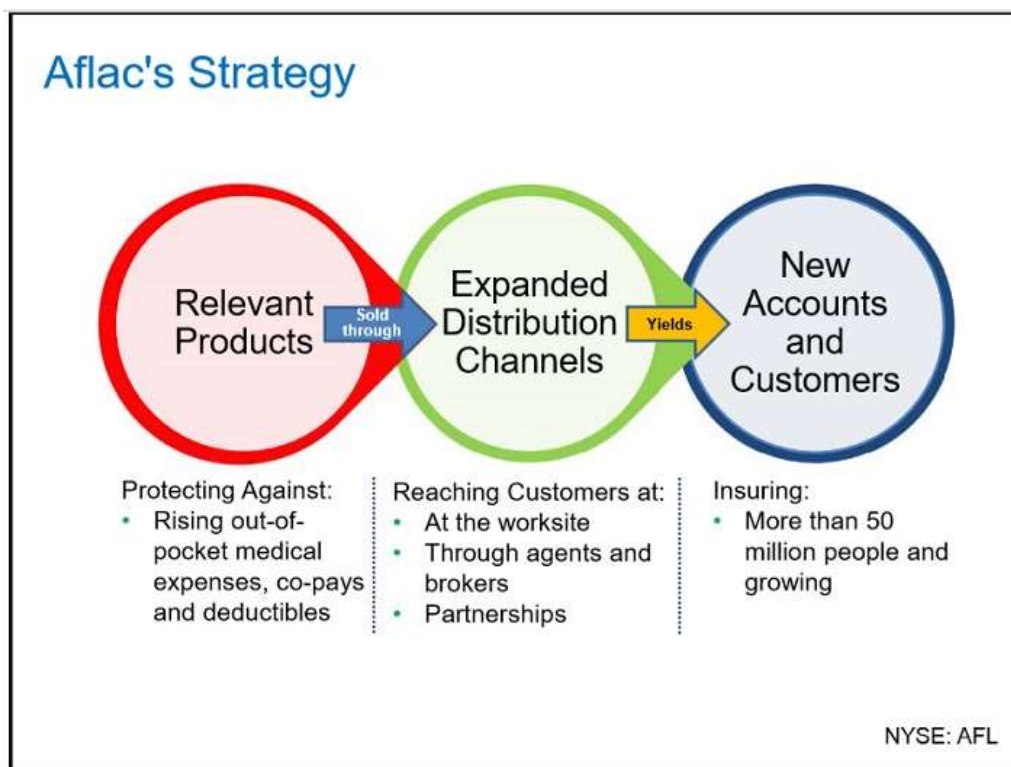 Aflac's Strategy
Relevant
Products
Sold
through
Expanded
Distribution
Channels
Yields
New
Accounts
and
Customers
Protecting Against:
• Rising out-of-
pocket medical
expenses, co-pays
and deductibles
Reaching Customers at:
• At the worksite
• Through agents and
brokers
• Partnerships
Insuring:
• More than 50
million people and
growing
NYSE: AFL